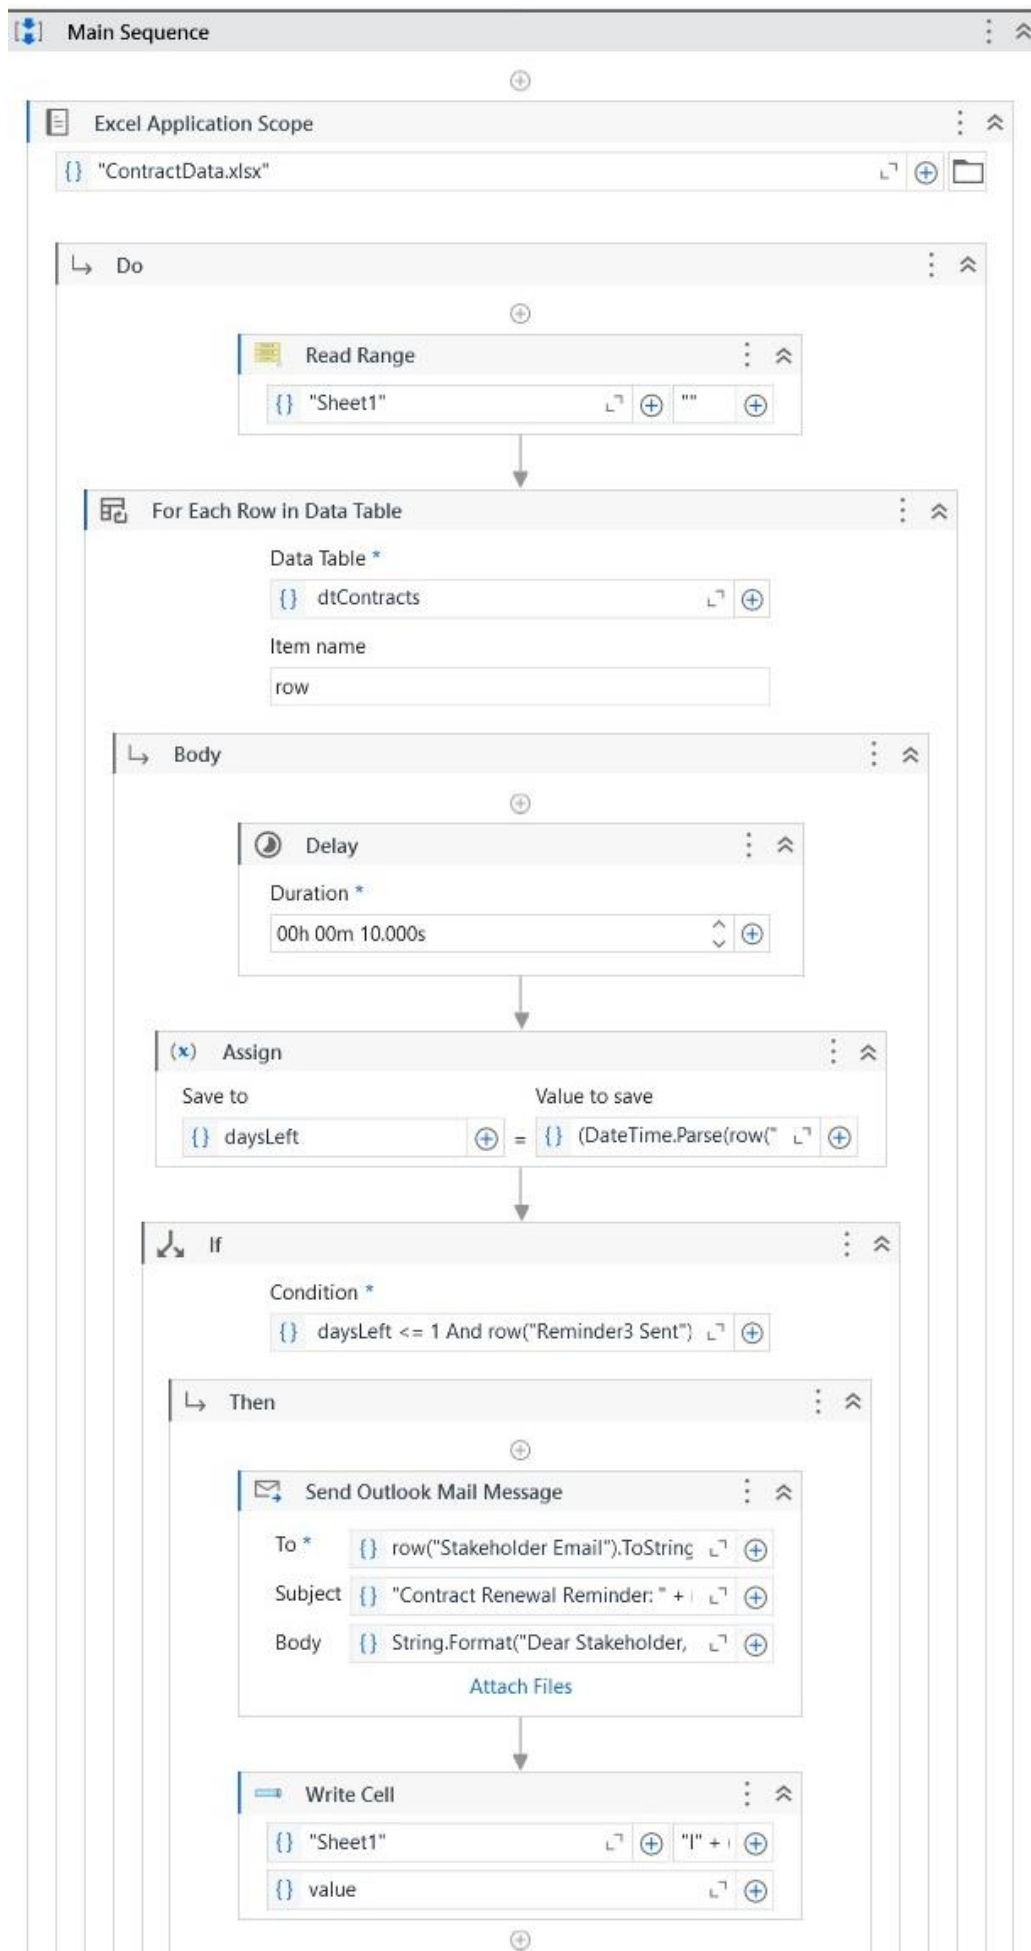 Main Sequence
Excel Application Scope
{} "ContractData.xlsx"
Do
Read Range
{} "Sheet1" ""
For Each Row in Data Table
Data Table *
{} dtContracts
Item name
row
Body
Delay
Duration *
00h 00m 10.000s
(x) Assign
Save to Value to save
{} daysLeft = {} (DateTime.Parse(row("
If
Condition *
{} daysLeft <= 1 And row("Reminder3 Sent")
Then
Send Outlook Mail Message
To * {} row("Stakeholder Email").ToString
Subject {} "Contract Renewal Reminder: " +
Body {} String.Format("Dear Stakeholder,
Attach Files
Write Cell
{} "Sheet1" "I" +
{} value